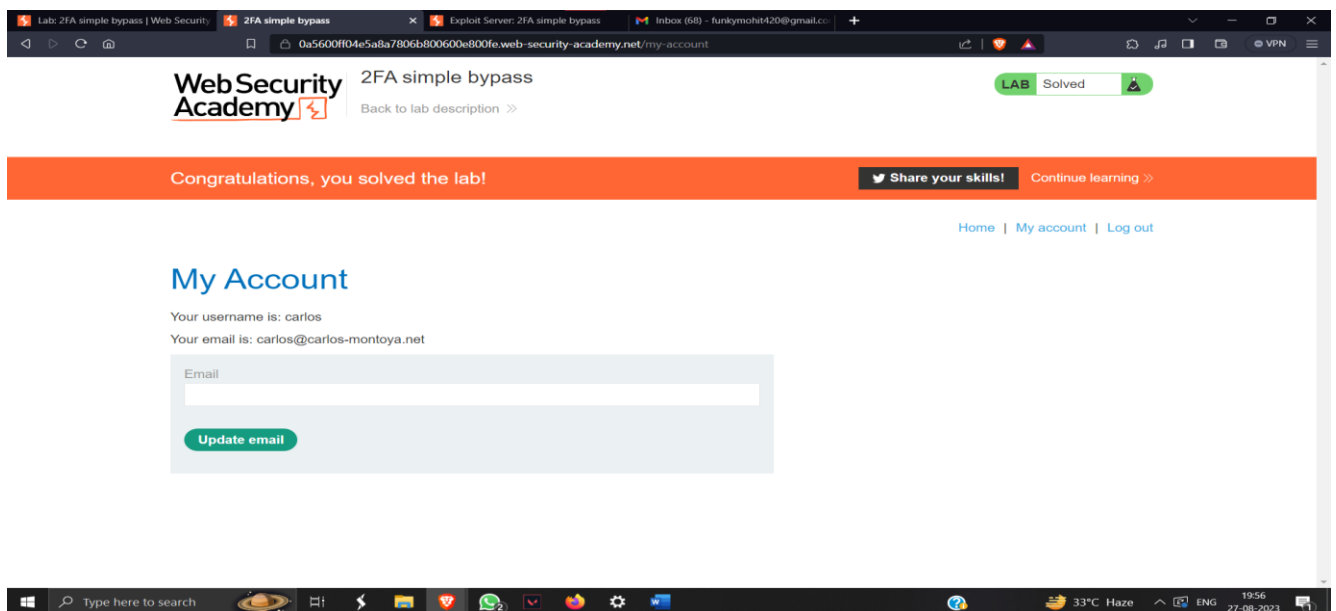 Lab: 2FA simple bypass | Web Security
2FA simple bypass
Exploit Server: 2FA simple bypass
Inbox (68) - funkymohit420@gmail.co
0a5600ff04e5a8a7806b800600e800fe.web-security-academy.net/my-account
VPN
Web Security
Academy
2FA simple bypass
Back to lab description
LAB Solved
Congratulations, you solved the lab!
Share your skills!
Continue learning
Home | My account | Log out
My Account
Your username is: carlos
Your email is: carlos@carlos-montoya.net
Email
Update email
Type here to search
2
33°C Haze
ENG
19:56
27-08-2023